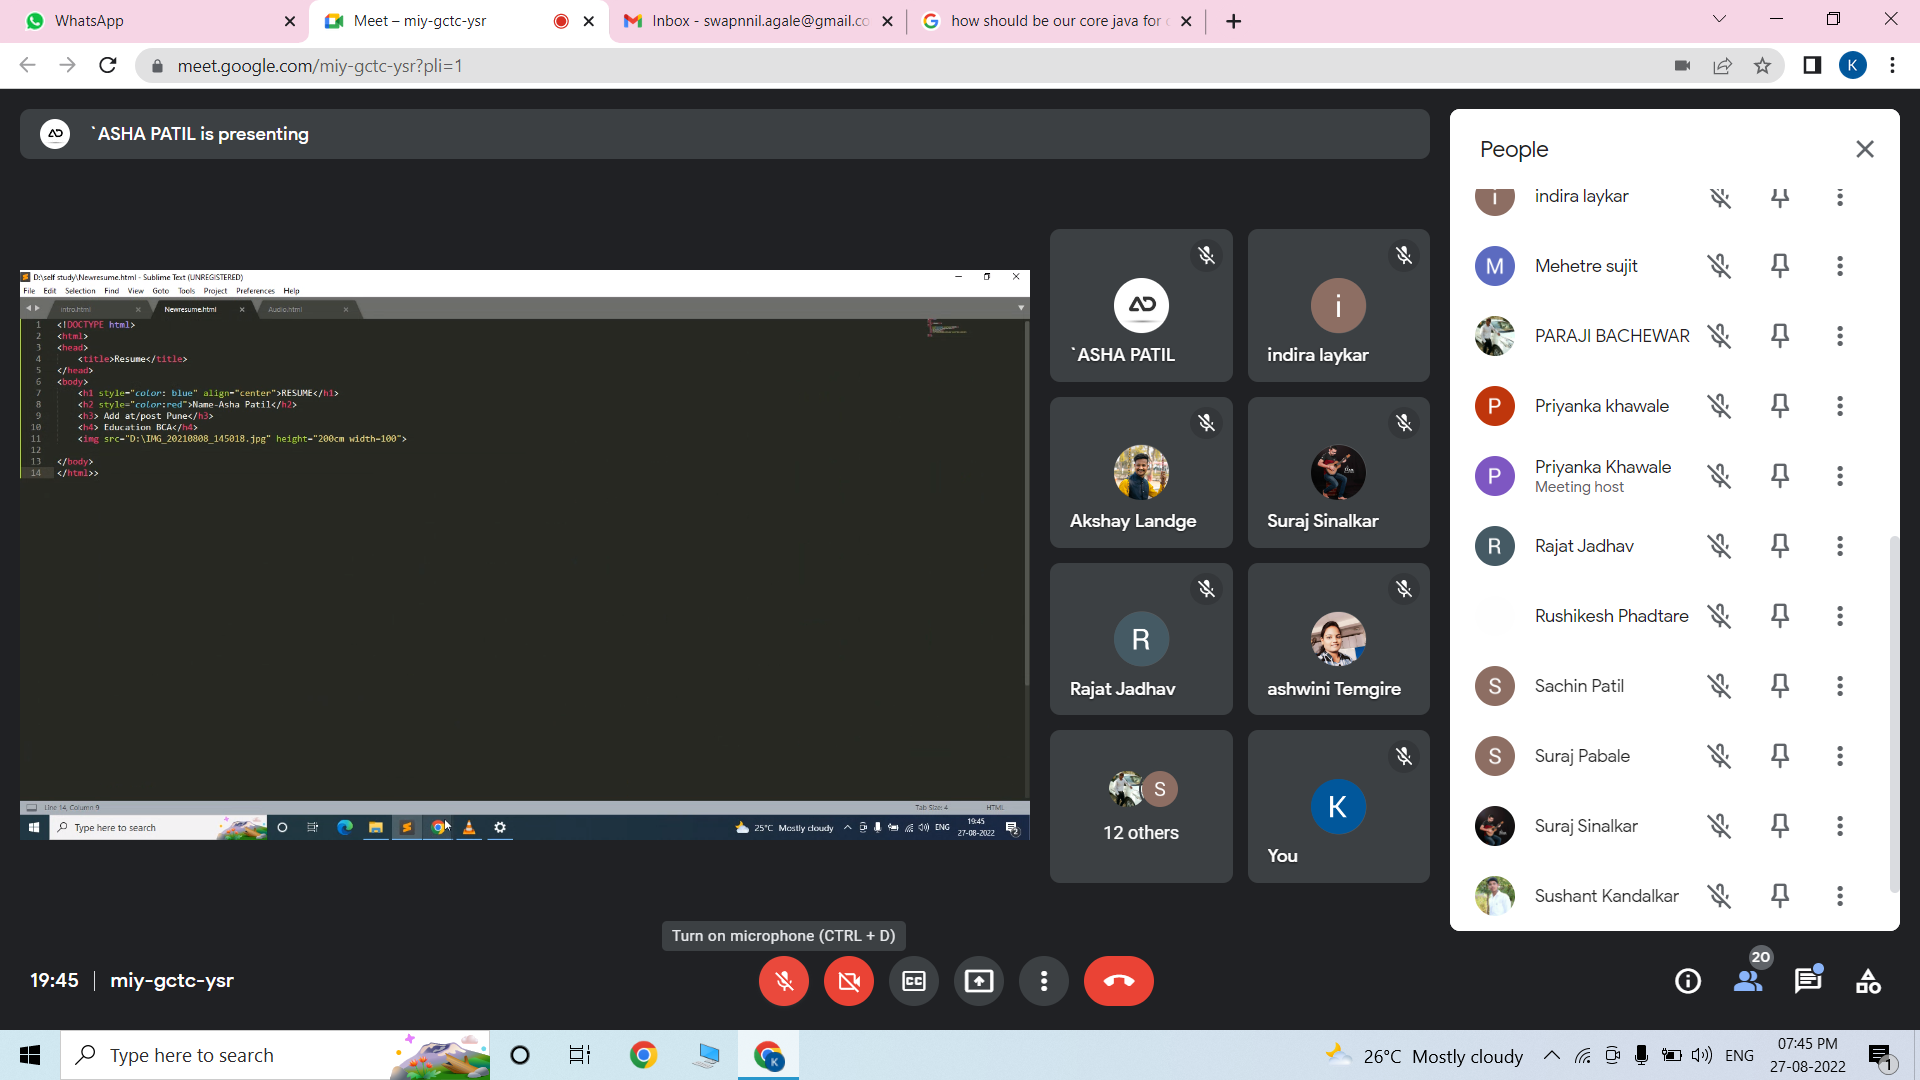 WhatsApp
Meet – miy-gctc-ysr
Inbox - swapnnil.agale@gmail.co
how should be our core java for
meet.google.com/miy-gctc-ysr?pli=1
K
`ASHA PATIL is presenting
People
indira laykar
M Mehetre sujit
PARAJI BACHEWAR
P Priyanka khawale
P Priyanka Khawale
Meeting host
R Rajat Jadhav
Rushikesh Phadtare
S Sachin Patil
S Suraj Pabale
Suraj Sinalkar
Sushant Kandalkar
D:\self study\Newresume.html - Sublime Text (UNREGISTERED)
File Edit Selection Find View Goto Tools Project Preferences Help
intro.html Newresume.html Audio.html
1 <!DOCTYPE html>
2 <html>
3 <head>
4 <title>Resume</title>
5 </head>
6 <body>
7 <h1 style="color: blue" align="center">RESUME</h1>
8 <h2 style="color:red">Name-Asha Patil</h2>
9 <h3> Add at/post Pune</h3>
10 <h4> Education BCA</h4>
11 <img src="D:\IMG_20210808_145018.jpg" height="200cm width=100">
12
13 </body>
14 </html>>
Line 14, Column 9 Tab Size: 4 HTML
Type here to search
25°C Mostly cloudy ENG
19:45
27-08-2022
2
`ASHA PATIL
i
indira laykar
Akshay Landge
Suraj Sinalkar
R
Rajat Jadhav
ashwini Temgire
S
12 others
K
You
Turn on microphone (CTRL + D)
19:45 | miy-gctc-ysr
CC
20
Type here to search
K
26°C Mostly cloudy ENG
07:45 PM
27-08-2022
1